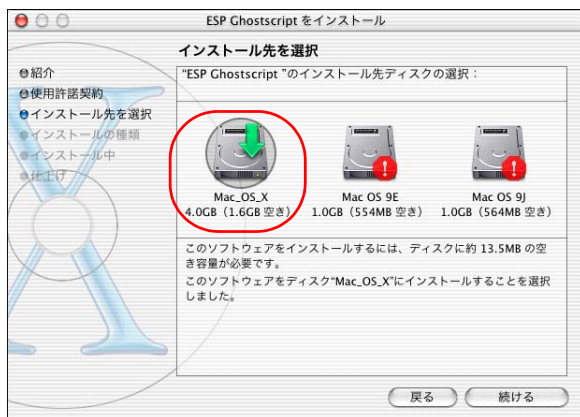 ESP Ghostscript をインストール
インストール先を選択
紹介
使用許諾契約
インストール先を選択
インストールの種類
インストール中
仕上げ
“ESP Ghostscript ”のインストール先ディスクの選択：
Mac_OS_X
4.0GB（1.6GB 空き）
Mac OS 9E
1.0GB（554MB 空き）
Mac OS 9J
1.0GB（564MB 空き）
このソフトウェアをインストールするには、ディスクに約 13.5MB の空
き容量が必要です。
このソフトウェアをディスク“Mac_OS_X”にインストールすることを選択
しました。
戻る
続ける